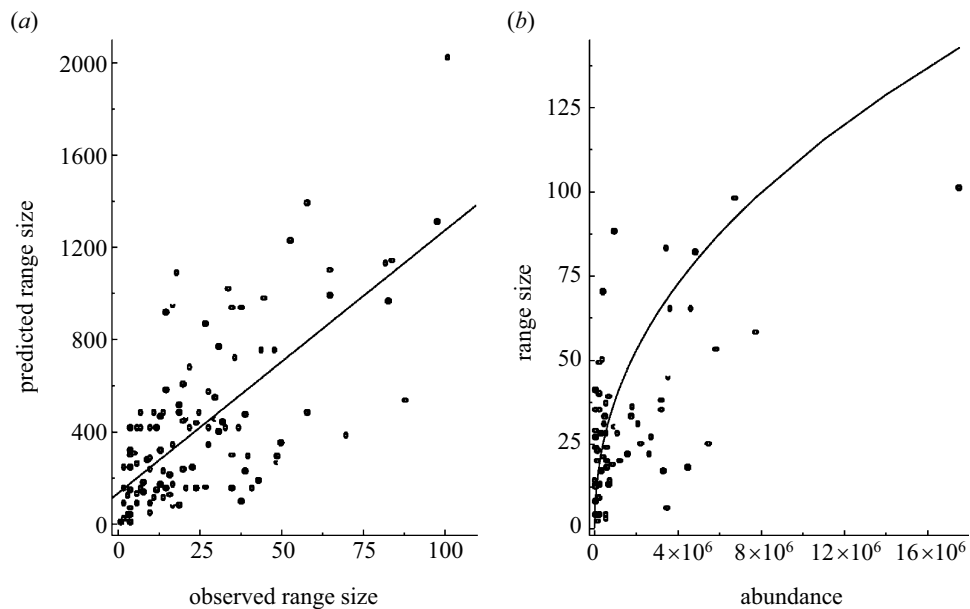 (a)
2000
1600
1200
800
400
0
predicted range size
0 25 50 75 100
observed range size
(b)
125
100
75
50
25
0
range size
0 4×10⁶ 8×10⁶ 12×10⁶ 16×10⁶
abundance